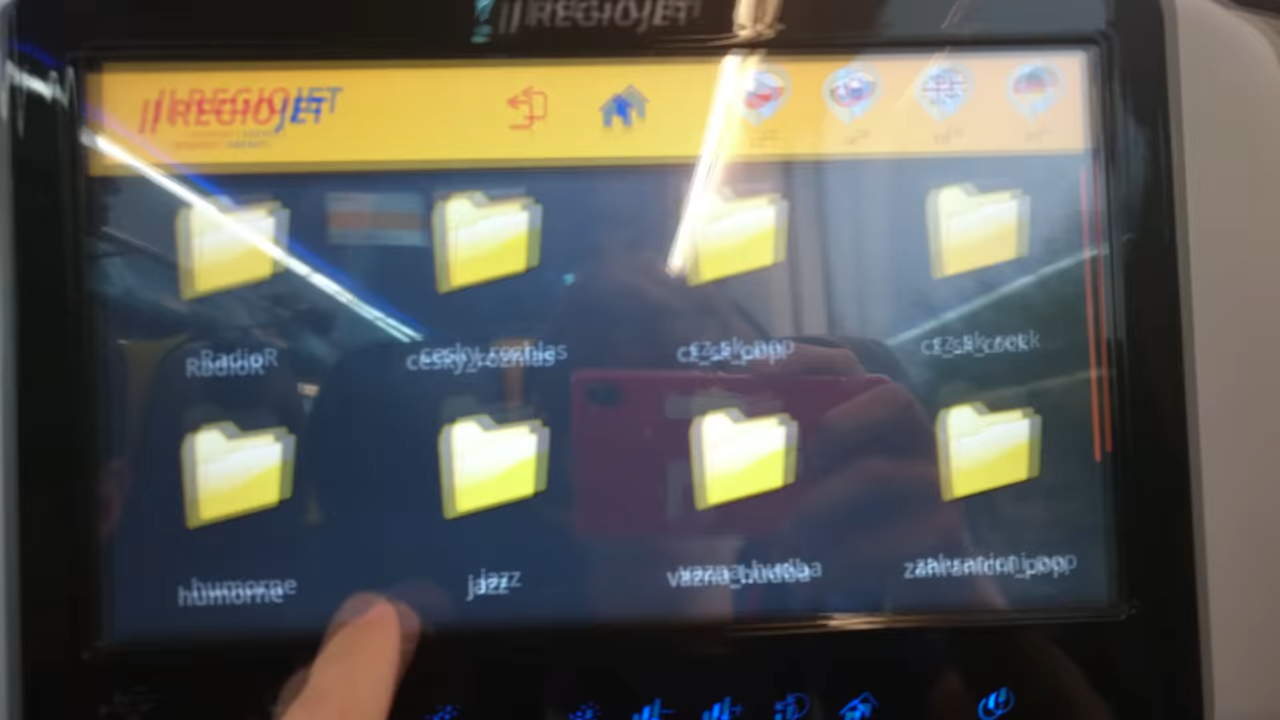 REGIOJET
REGIOJET
RadioR
cesky_rozhlas
cz_sk_pop
cz_sk_rock
humorne
jazz
vazna_hudba
zahranicni_pop